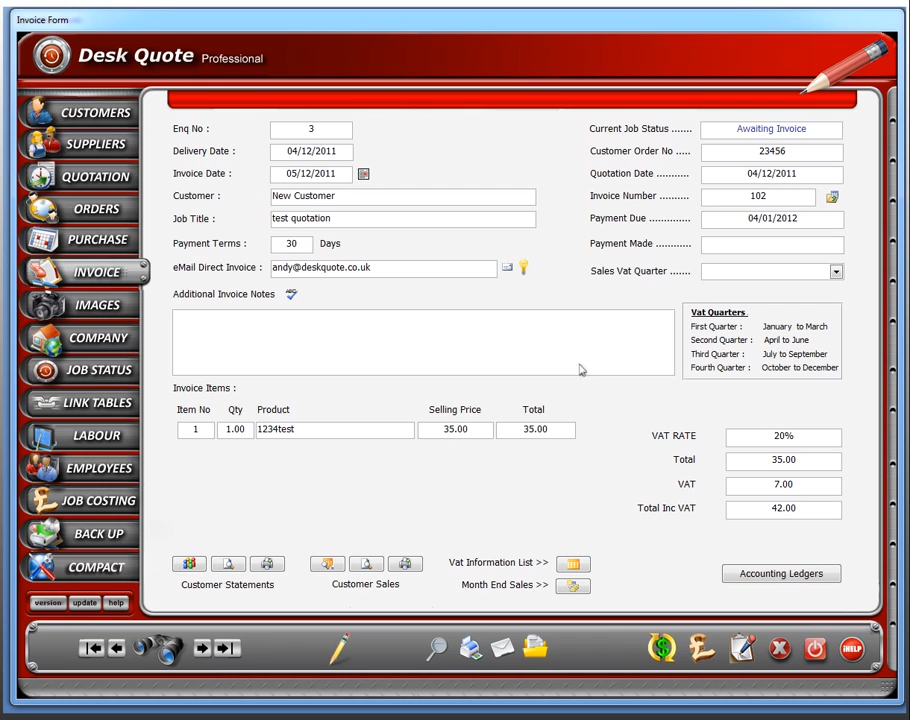 Invoice Form
Desk Quote Professional
CUSTOMERS
SUPPLIERS
QUOTATION
ORDERS
PURCHASE
INVOICE
IMAGES
COMPANY
JOB STATUS
LINK TABLES
LABOUR
EMPLOYEES
JOB COSTING
BACK UP
COMPACT
version update help
Enq No : 3
Delivery Date : 04/12/2011
Invoice Date : 05/12/2011
Customer : New Customer
Job Title : test quotation
Payment Terms : 30 Days
eMail Direct Invoice : andy@deskquote.co.uk
Additional Invoice Notes ABC
Current Job Status ....... Awaiting Invoice
Customer Order No ..... 23456
Quotation Date ........... 04/12/2011
Invoice Number .......... 102
Payment Due .............. 04/01/2012
Payment Made ...........
Sales Vat Quarter .......
Vat Quarters
First Quarter : January to March
Second Quarter : April to June
Third Quarter : July to September
Fourth Quarter : October to December
Invoice Items :
Item No Qty Product Selling Price Total
1 1.00 1234test 35.00 35.00
VAT RATE 20%
Total 35.00
VAT 7.00
Total Inc VAT 42.00
Customer Statements
Customer Sales
Vat Information List >>
Month End Sales >>
Accounting Ledgers
iHELP